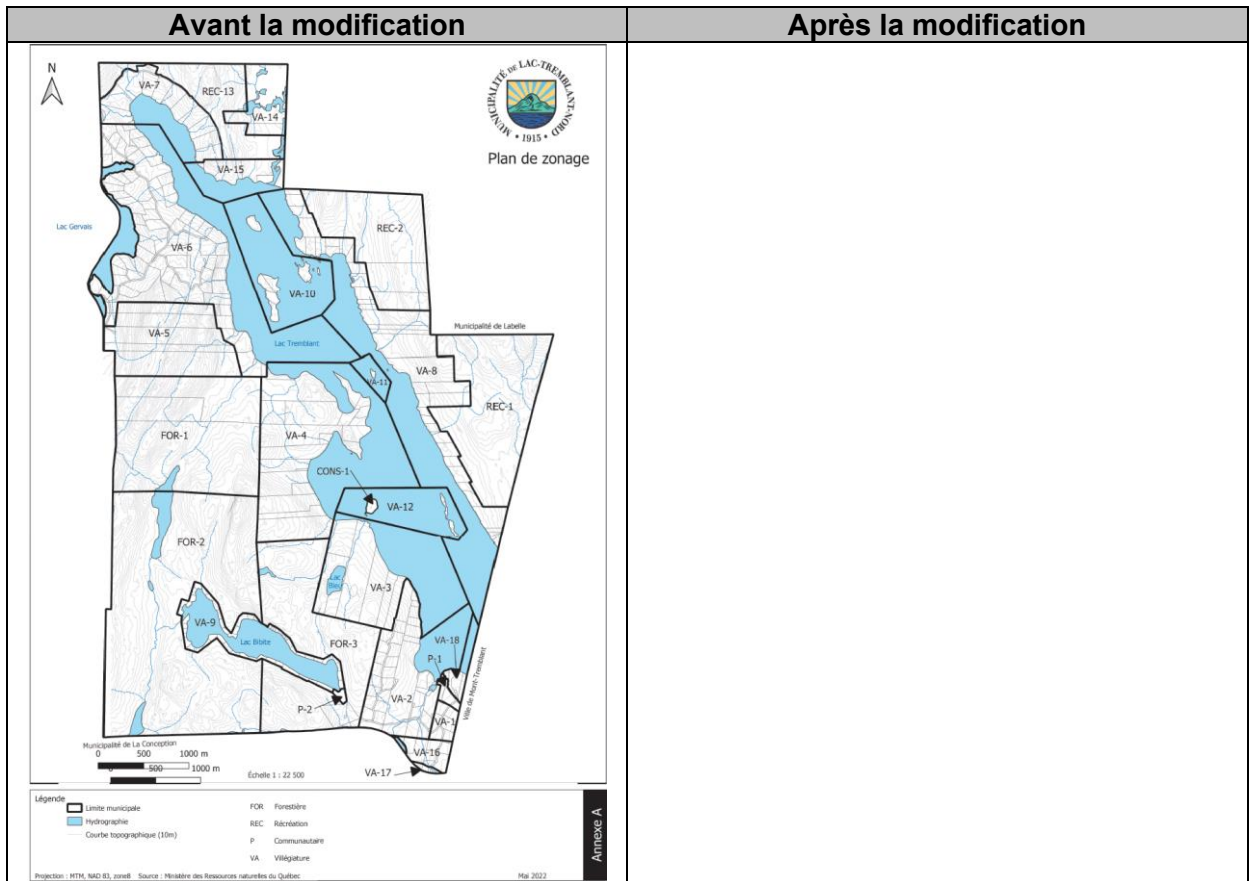 Avant la modification
Après la modification
N
MUNICIPALITÉ DE LAC-TREMBLANT-NORD
• 1915 •
Plan de zonage
VA-7
REC-13
VA-14
VA-15
Lac Gervais
VA-6
REC-2
VA-10
VA-5
Municipalité de Labelle
Lac Tremblant
VA-11
VA-8
REC-1
FOR-1
VA-4
CONS-1
VA-12
FOR-2
Lac Bleu
VA-3
VA-9
Lac Bibite
FOR-3
VA-18
P-1
Ville de Mont-Tremblant
P-2
VA-2
VA-1
Municipalité de La Conception
VA-16
0 500 1000 m
0 500 1000 m
Échelle 1 : 22 500
VA-17
Légende
Limite municipale
Hydrographie
Courbe topographique (10m)
FOR Forestière
REC Récréation
P Communautaire
VA Villégiature
Annexe A
Projection : MTM, NAD 83, zone8 Source : Ministère des Ressources naturelles du Québec
Mai 2022